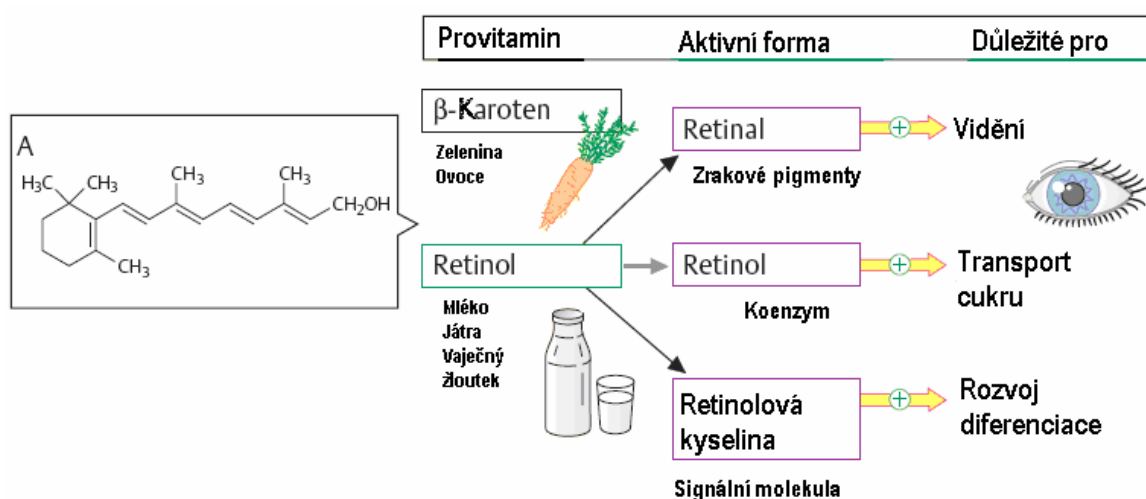 Provitamin
Aktivní forma
Důležité pro
A
H₃C
CH₃
CH₃
CH₃
CH₂OH
CH₃
β-Karoten
Zelenina
Ovoce
Retinal
Zrakové pigmenty
Vidění
Retinol
Mléko
Játra
Vaječný
žloutek
Retinol
Koenzym
Transport
cukru
Retinolová
kyselina
Signální molekula
Rozvoj
diferenciace